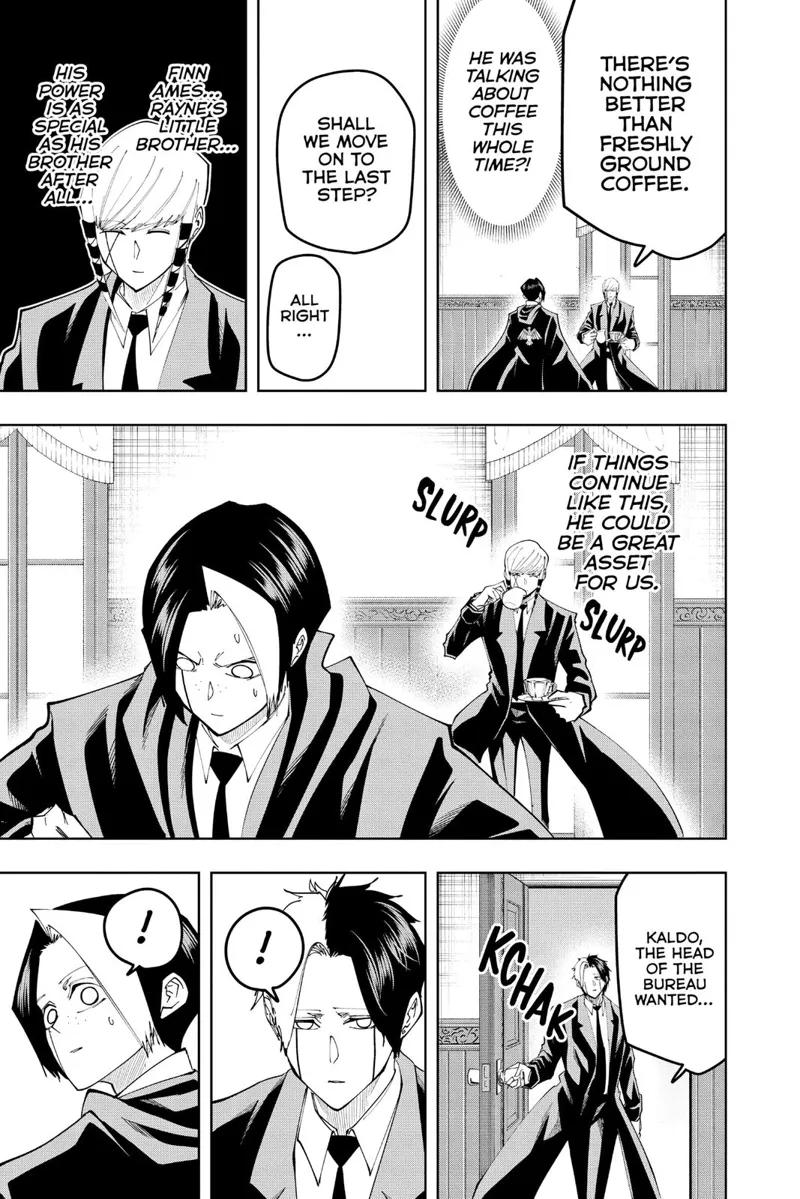 THERE'S
NOTHING
BETTER
THAN
FRESHLY
GROUND
COFFEE.
HE WAS
TALKING
ABOUT
COFFEE
THIS
WHOLE
TIME?!
SHALL
WE MOVE
ON TO
THE LAST
STEP?
ALL
RIGHT
...
FINN
AMES...
RAYNE'S
LITTLE
BROTHER...
HIS
POWER
IS AS
SPECIAL
AS HIS
BROTHER
AFTER
ALL...
IF THINGS
CONTINUE
LIKE THIS,
HE COULD
BE A GREAT
ASSET
FOR US.
SLURP
SLURP
KALDO,
THE HEAD
OF THE
BUREAU
WANTED...
KCHAK
!
!